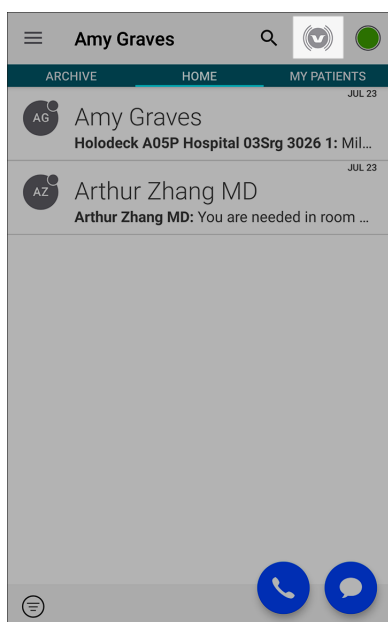 Amy Graves
ARCHIVE HOME MY PATIENTS
JUL 23
AG Amy Graves
Holodeck A05P Hospital 03Srg 3026 1: Mil...
JUL 23
AZ Arthur Zhang MD
Arthur Zhang MD: You are needed in room ...